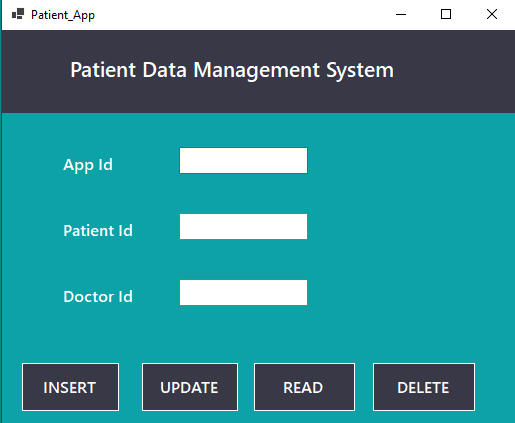 Patient_App
Patient Data Management System
App Id
Patient Id
Doctor Id
INSERT UPDATE READ DELETE